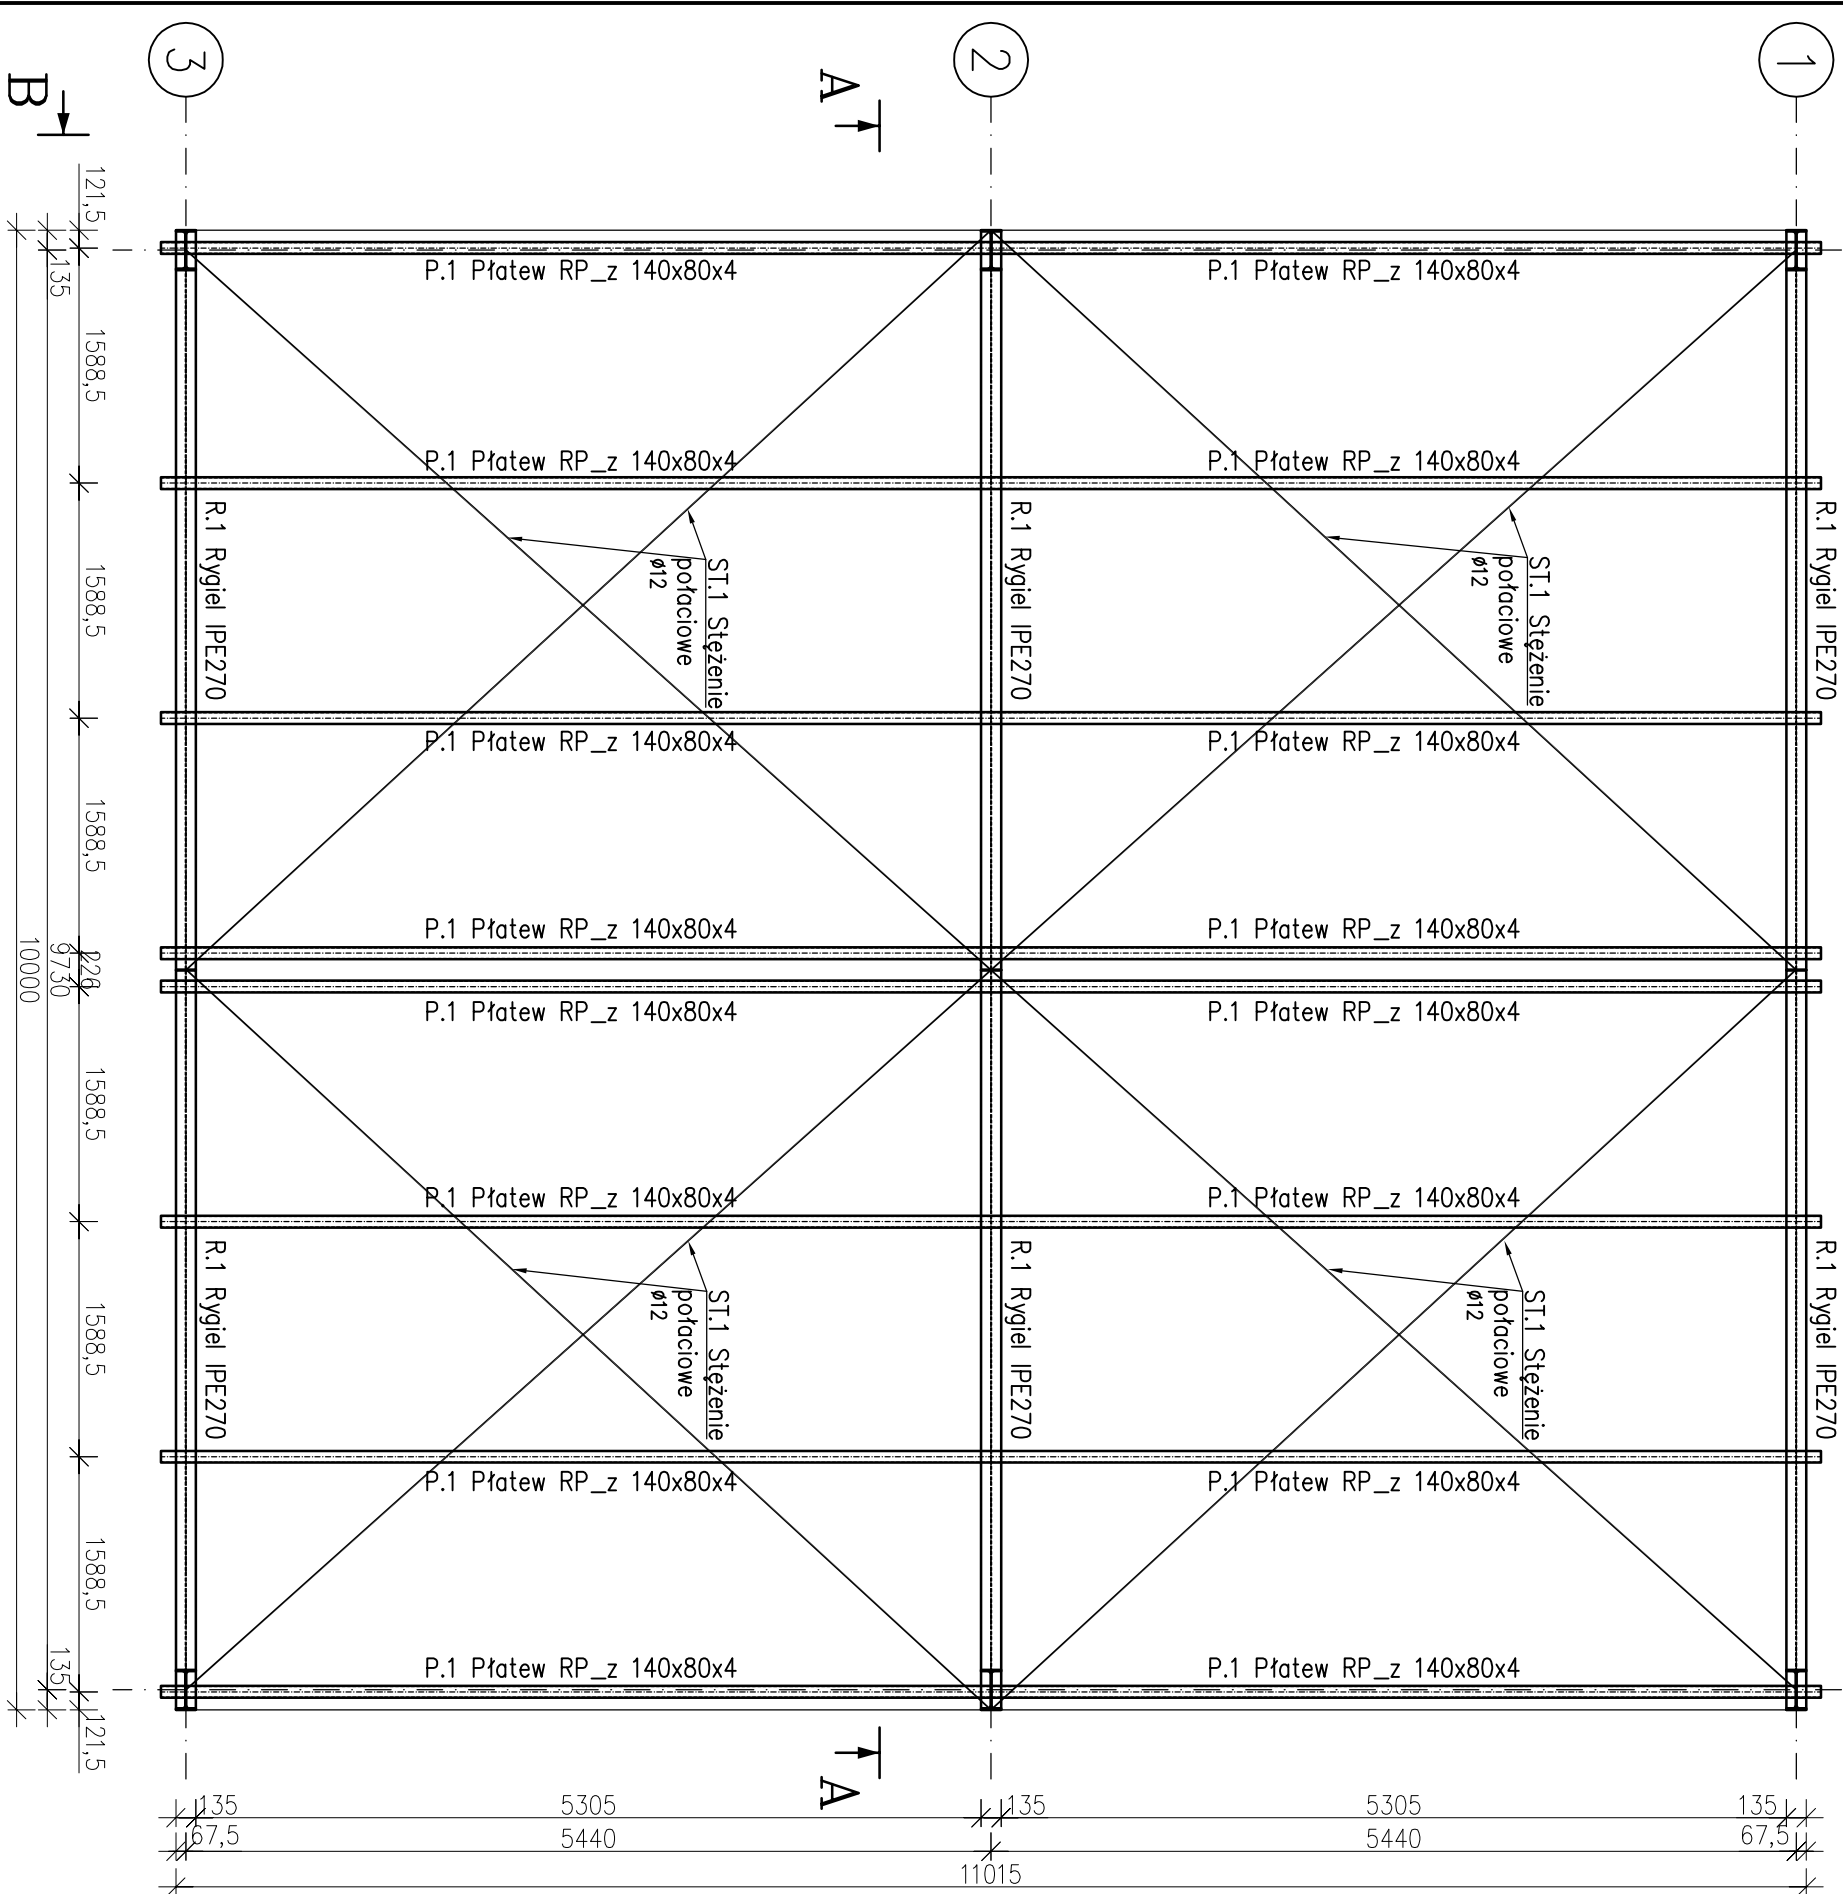 3
2
1
B
A
P.1 Płatew RP_z 140x80x4
P.1 Płatew RP_z 140x80x4
P.1 Płatew RP_z 140x80x4
P.1 Płatew RP_z 140x80x4
R.1 Rygiel IPE270
R.1 Rygiel IPE270
R.1 Rygiel IPE270
ST.1 Stężenie
połaciowe
ø12
ST.1 Stężenie
połaciowe
ø12
P.1 Płatew RP_z 140x80x4
P.1 Płatew RP_z 140x80x4
P.1 Płatew RP_z 140x80x4
P.1 Płatew RP_z 140x80x4
P.1 Płatew RP_z 140x80x4
P.1 Płatew RP_z 140x80x4
P.1 Płatew RP_z 140x80x4
P.1 Płatew RP_z 140x80x4
R.1 Rygiel IPE270
R.1 Rygiel IPE270
R.1 Rygiel IPE270
ST.1 Stężenie
połaciowe
ø12
ST.1 Stężenie
połaciowe
ø12
P.1 Płatew RP_z 140x80x4
P.1 Płatew RP_z 140x80x4
P.1 Płatew RP_z 140x80x4
P.1 Płatew RP_z 140x80x4
A
121,5
1588,5
1588,5
1588,5
226
1588,5
1588,5
1588,5
121,5
135
9730
135
10000
135
5305
135
5305
135
67,5
5440
5440
67,5
11015